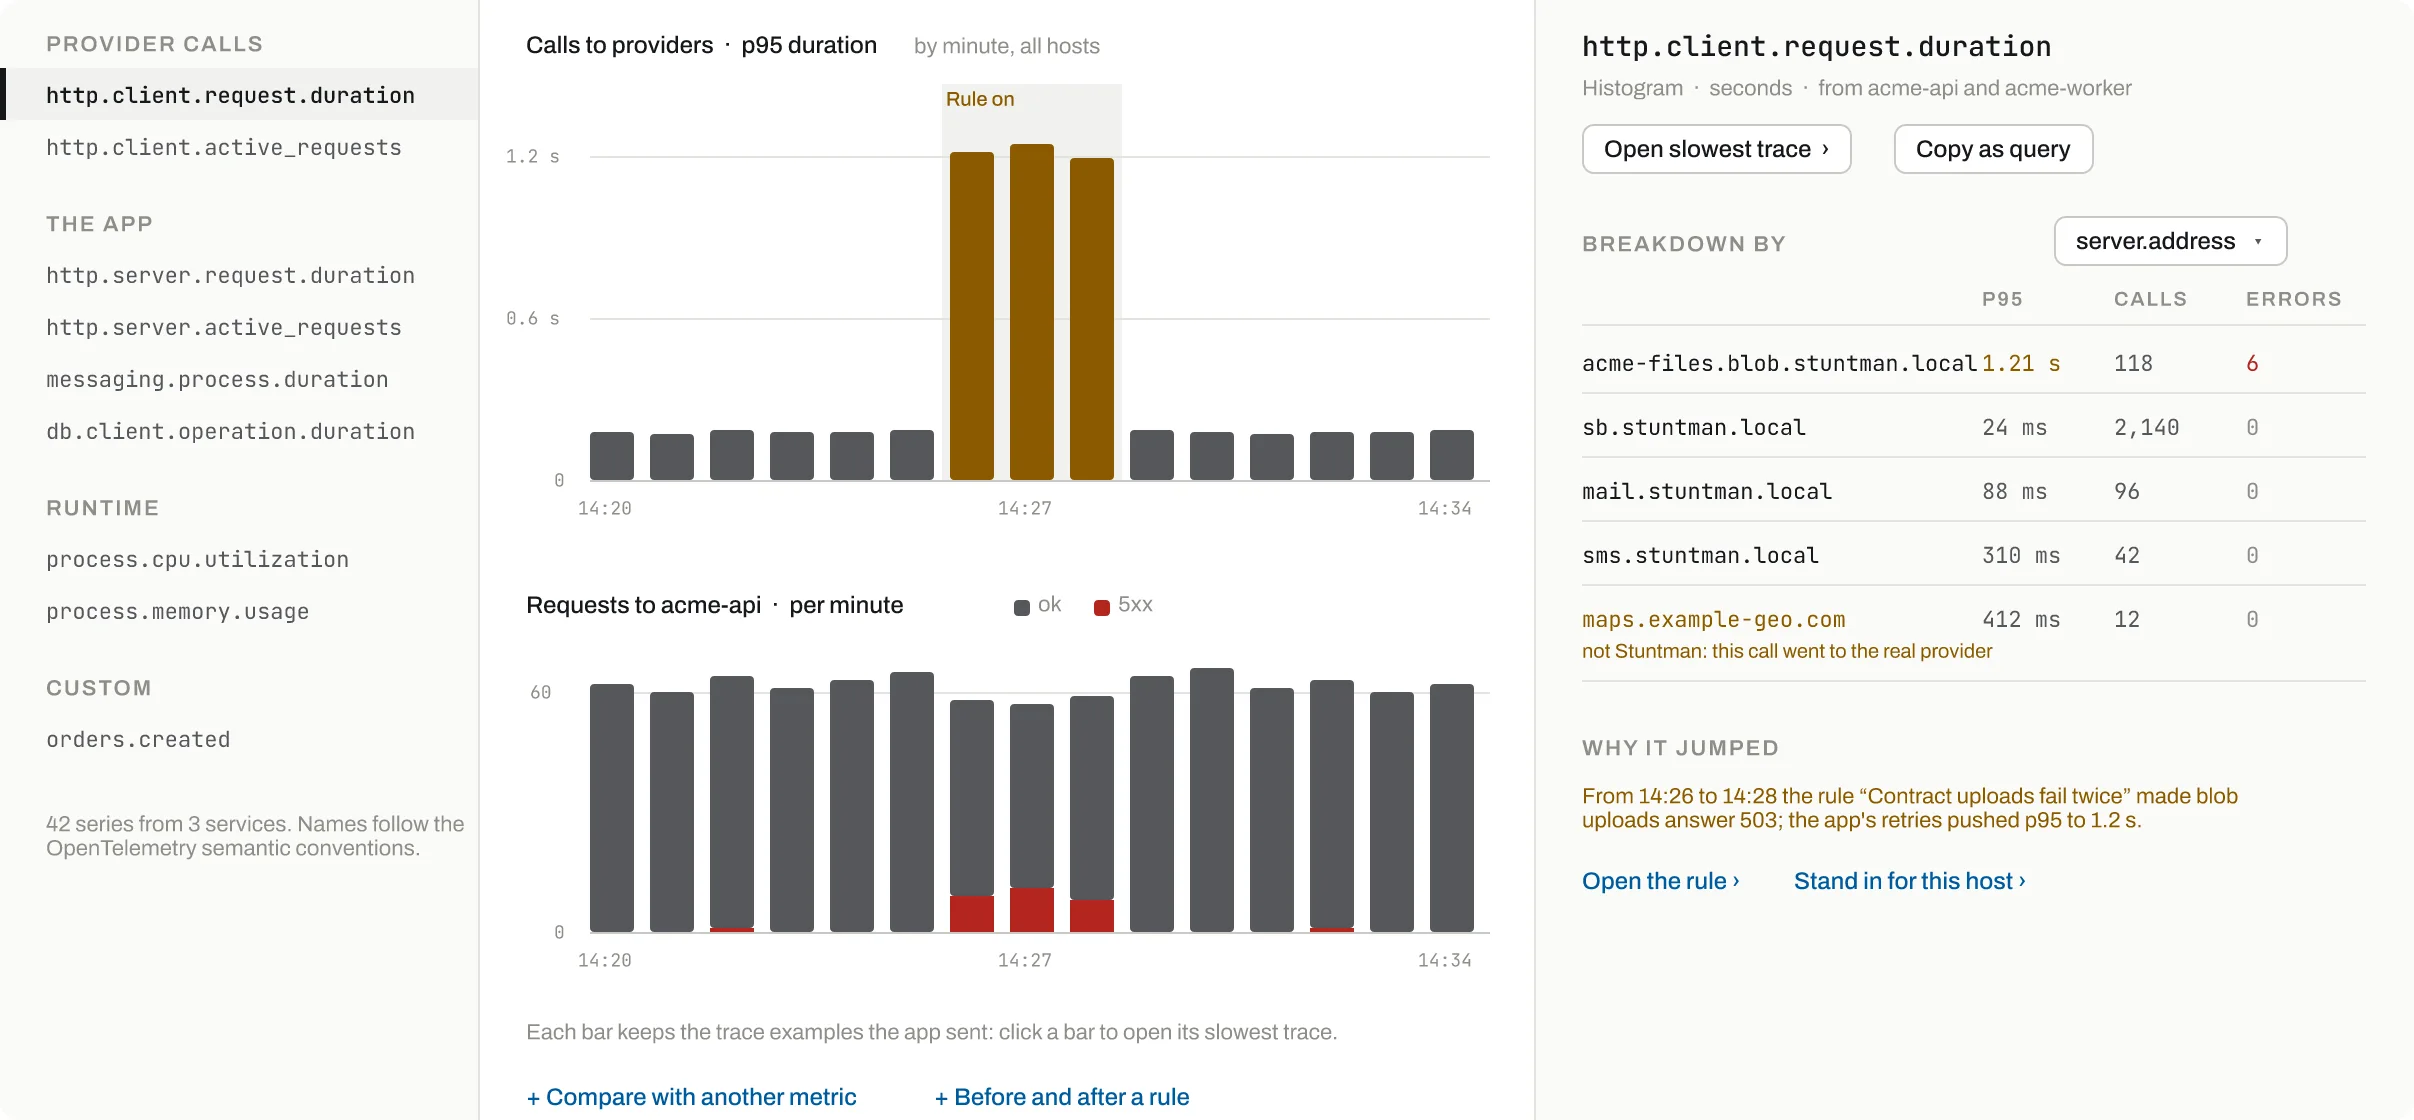 PROVIDER CALLS
http.client.request.duration
http.client.active_requests
THE APP
http.server.request.duration
http.server.active_requests
messaging.process.duration
db.client.operation.duration
RUNTIME
process.cpu.utilization
process.memory.usage
CUSTOM
orders.created
42 series from 3 services. Names follow the
OpenTelemetry semantic conventions.
Calls to providers · p95 duration by minute, all hosts
Rule on
1.2 s
0.6 s
0
14:20 14:27 14:34
Requests to acme-api · per minute ok 5xx
60
0
14:20 14:27 14:34
Each bar keeps the trace examples the app sent: click a bar to open its slowest trace.
+ Compare with another metric + Before and after a rule
http.client.request.duration
Histogram · seconds · from acme-api and acme-worker
Open slowest trace › Copy as query
BREAKDOWN BY server.address ▾
P95 CALLS ERRORS
acme-files.blob.stuntman.local 1.21 s 118 6
sb.stuntman.local 24 ms 2,140 0
mail.stuntman.local 88 ms 96 0
sms.stuntman.local 310 ms 42 0
maps.example-geo.com 412 ms 12 0
not Stuntman: this call went to the real provider
WHY IT JUMPED
From 14:26 to 14:28 the rule “Contract uploads fail twice” made blob
uploads answer 503; the app's retries pushed p95 to 1.2 s.
Open the rule › Stand in for this host ›